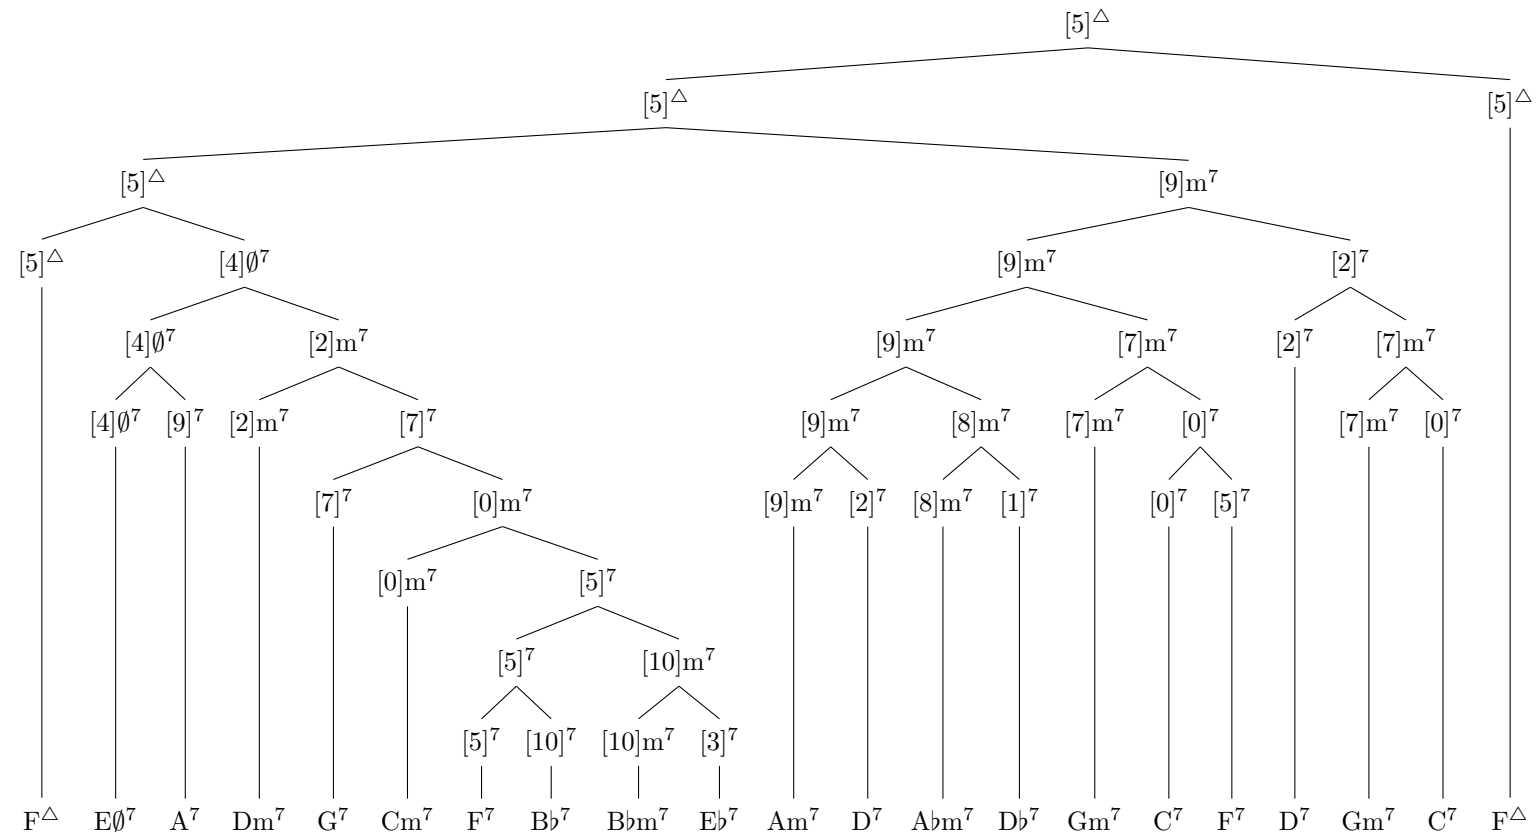 [5]△
[5]△ [5]△
[5]△ [9]m⁷
[5]△ [4]∅⁷ [9]m⁷ [2]⁷
[4]∅⁷ [2]m⁷ [9]m⁷ [7]m⁷ [2]⁷ [7]m⁷
[4]∅⁷ [9]⁷ [2]m⁷ [7]⁷ [9]m⁷ [8]m⁷ [7]m⁷ [0]⁷ [7]m⁷ [0]⁷
[7]⁷ [0]m⁷ [9]m⁷ [2]⁷ [8]m⁷ [1]⁷ [0]⁷ [5]⁷
[0]m⁷ [5]⁷
[5]⁷ [10]m⁷
[5]⁷ [10]⁷ [10]m⁷ [3]⁷
F△ E∅⁷ A⁷ Dm⁷ G⁷ Cm⁷ F⁷ B♭⁷ B♭m⁷ E♭⁷ Am⁷ D⁷ A♭m⁷ D♭⁷ Gm⁷ C⁷ F⁷ D⁷ Gm⁷ C⁷ F△